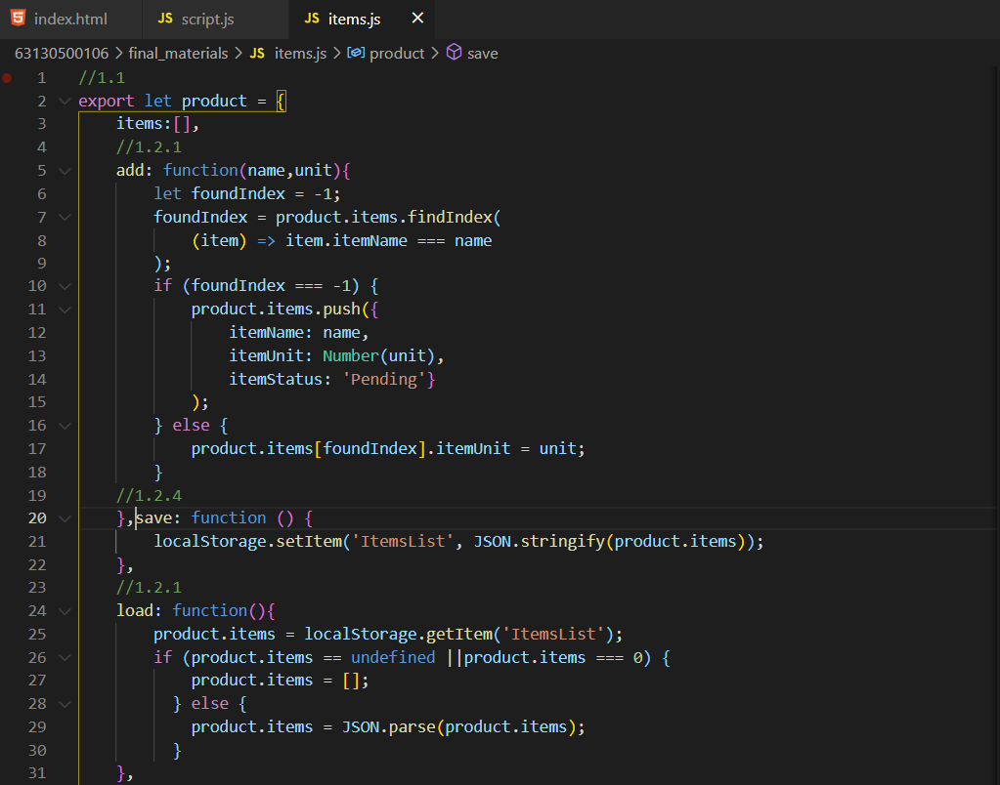 index.html JS script.js JS items.js ×
63130500106 > final_materials > JS items.js > product > save
1 //1.1
2 export let product = {
3 items:[],
4 //1.2.1
5 add: function(name,unit){
6 let foundIndex = -1;
7 foundIndex = product.items.findIndex(
8 (item) => item.itemName === name
9 );
10 if (foundIndex === -1) {
11 product.items.push({
12 itemName: name,
13 itemUnit: Number(unit),
14 itemStatus: 'Pending'}
15 );
16 } else {
17 product.items[foundIndex].itemUnit = unit;
18 }
19 //1.2.4
20 },save: function () {
21 localStorage.setItem('ItemsList', JSON.stringify(product.items));
22 },
23 //1.2.1
24 load: function(){
25 product.items = localStorage.getItem('ItemsList');
26 if (product.items == undefined ||product.items === 0) {
27 product.items = [];
28 } else {
29 product.items = JSON.parse(product.items);
30 }
31 },